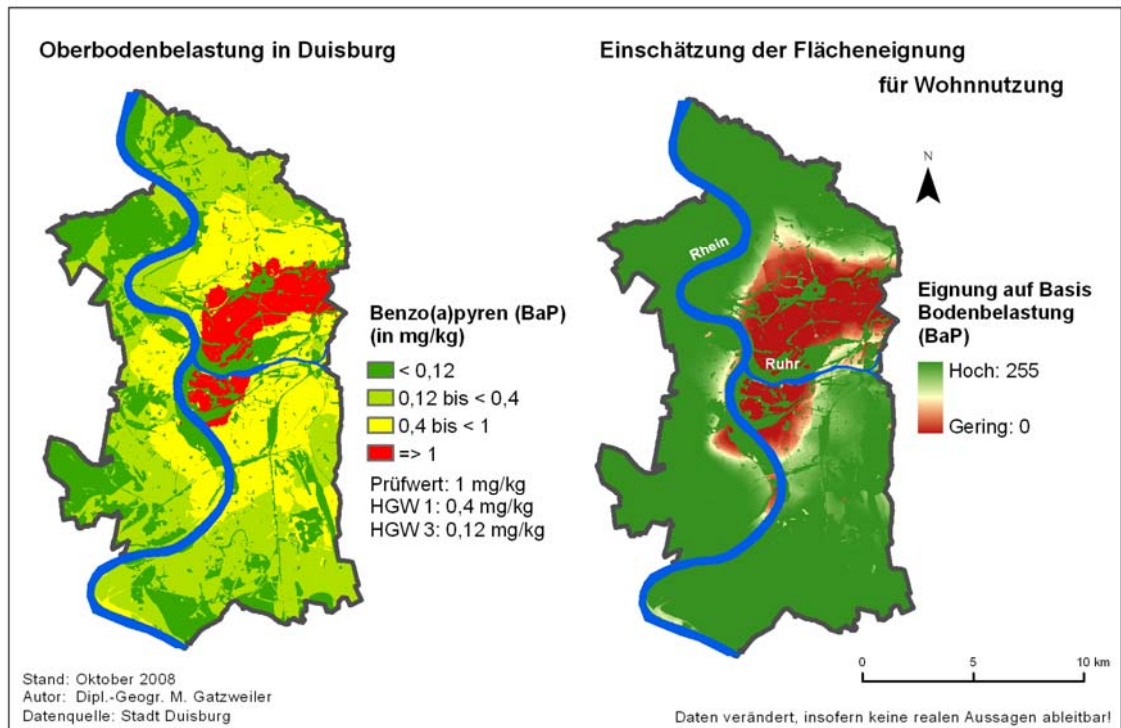 Oberbodenbelastung in Duisburg
Einschätzung der Flächeneignung
für Wohnnutzung
N
Rhein
Ruhr
Benzo(a)pyren (BaP)
(in mg/kg)
< 0,12
0,12 bis < 0,4
0,4 bis < 1
=> 1
Prüfwert: 1 mg/kg
HGW 1: 0,4 mg/kg
HGW 3: 0,12 mg/kg
Eignung auf Basis
Bodenbelastung
(BaP)
Hoch: 255
Gering: 0
0 5 10 km
Stand: Oktober 2008
Autor: Dipl.-Geogr. M. Gatzweiler
Datenquelle: Stadt Duisburg
Daten verändert, insofern keine realen Aussagen ableitbar!